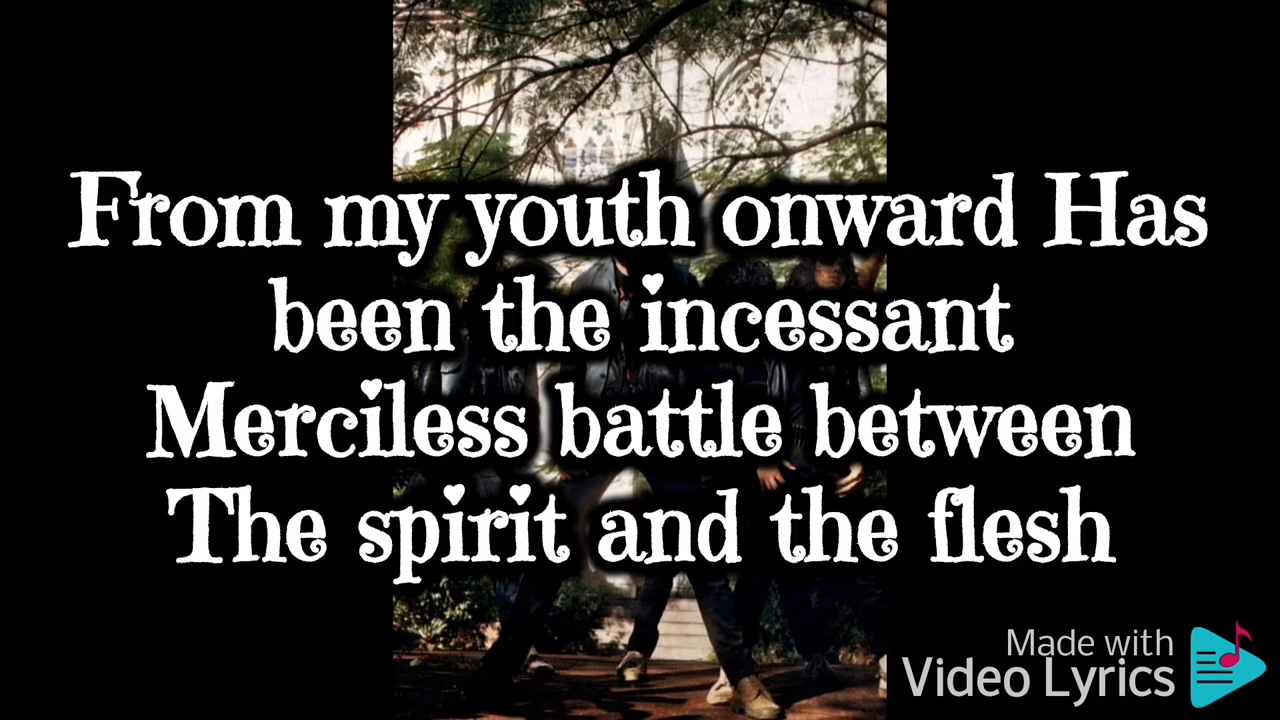 From my youth onward Has
been the incessant
Merciless battle between
The spirit and the flesh
Made with
Video Lyrics